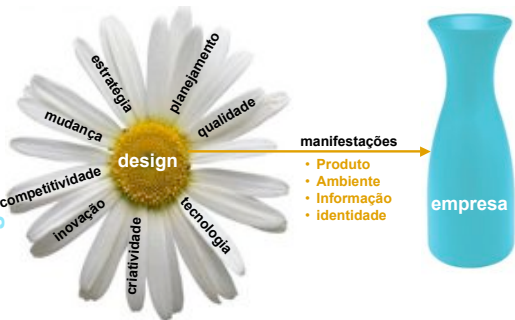 estratégia
planejamento
mudança
qualidade
design
competitividade
inovação
criatividade
tecnologia
manifestações
• Produto
• Ambiente
• Informação
• identidade
empresa